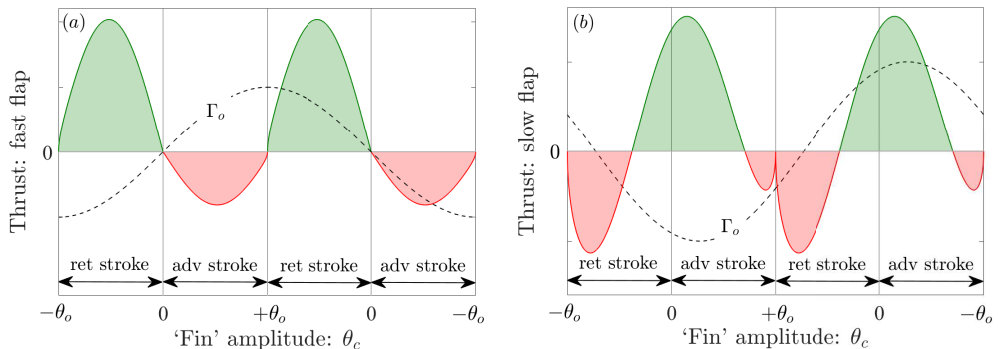 (a)
Thrust: fast flap
0
Γₒ
ret stroke
adv stroke
ret stroke
adv stroke
−θₒ
0
+θₒ
0
−θₒ
‘Fin’ amplitude: θ_c
(b)
Thrust: slow flap
0
Γₒ
ret stroke
adv stroke
ret stroke
adv stroke
−θₒ
0
+θₒ
0
−θₒ
‘Fin’ amplitude: θ_c